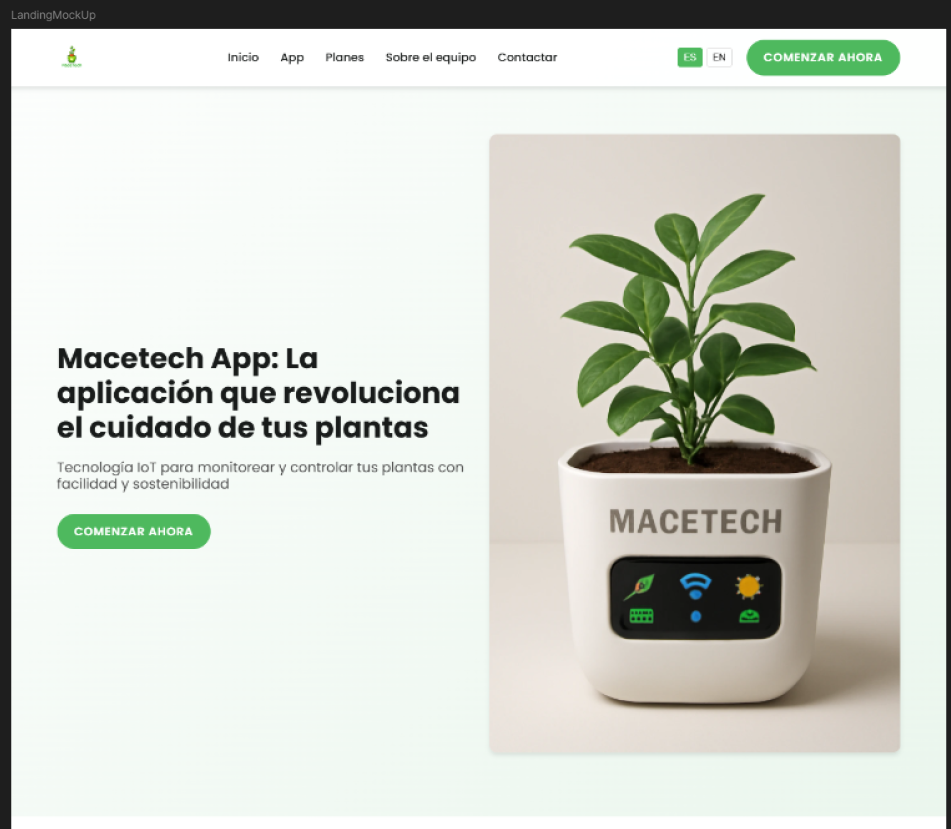 LandingMockUp
Inicio App Planes Sobre el equipo Contactar ES EN COMENZAR AHORA
Macetech App: La
aplicación que revoluciona
el cuidado de tus plantas
Tecnología IoT para monitorear y controlar tus plantas con
facilidad y sostenibilidad
COMENZAR AHORA
MACETECH